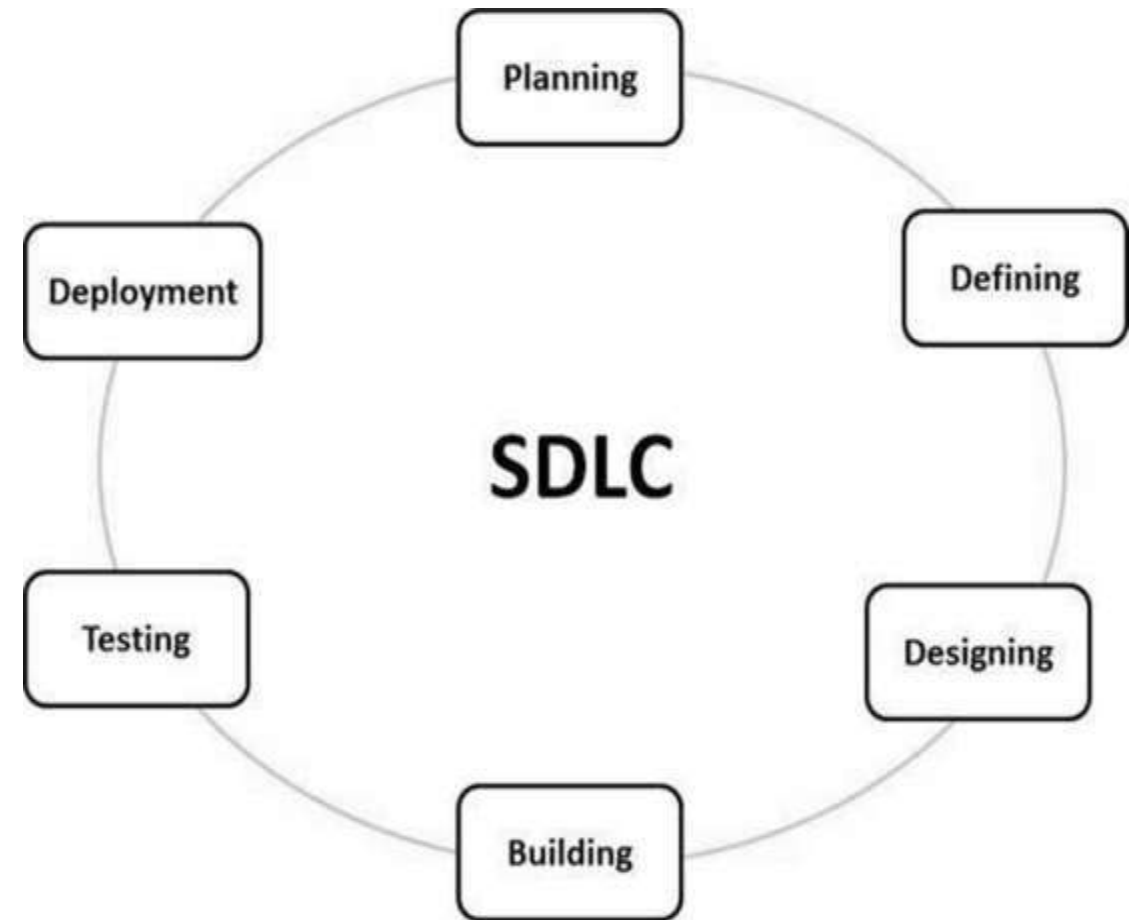 Planning
Defining
Deployment
SDLC
Testing
Designing
Building